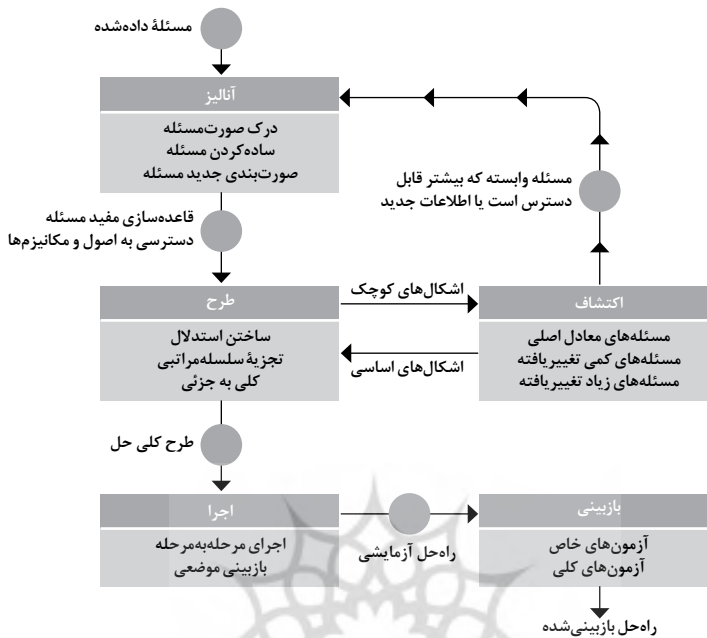 مسئلهٔ داده‌شده
آنالیز
درک صورت‌مسئله
ساده‌کردن مسئله
صورت‌بندی جدید مسئله
مسئله وابسته که بیشتر قابل
دسترس است یا اطلاعات جدید
قاعده‌سازی مفید مسئله
دسترسی به اصول و مکانیزم‌ها
طرح
ساختن استدلال
تجزیهٔ سلسله‌مراتبی
کلی به جزئی
اشکال‌های کوچک
اشکال‌های اساسی
اکتشاف
مسئله‌های معادل اصلی
مسئله‌های کمی تغییریافته
مسئله‌های زیاد تغییریافته
طرح کلی حل
اجرا
اجرای مرحله‌به‌مرحله
بازبینی موضعی
راه‌حل آزمایشی
بازبینی
آزمون‌های خاص
آزمون‌های کلی
راه‌حل بازبینی‌شده